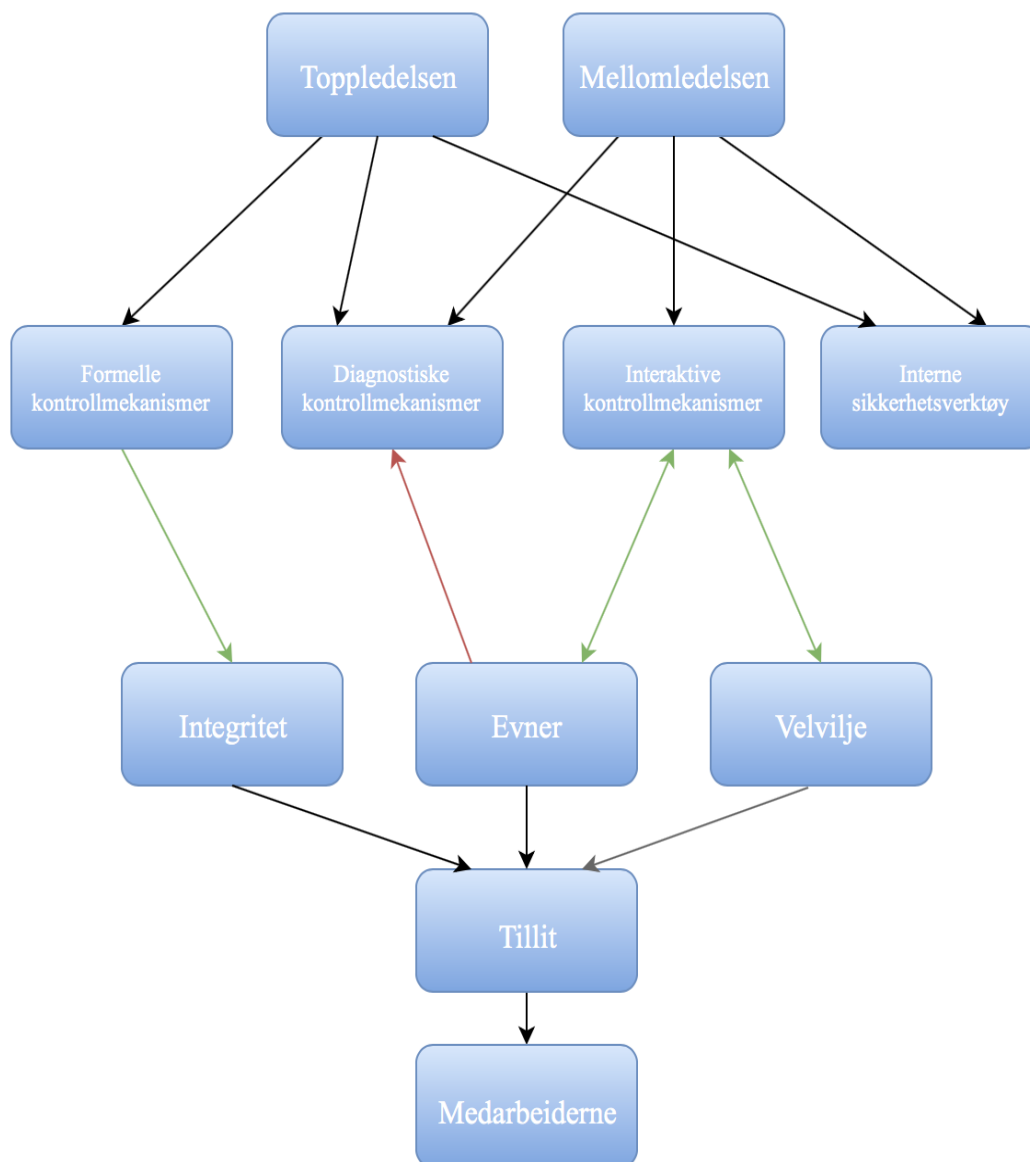 Toppledelsen
Mellomledelsen
Formelle
kontrollmekanismer
Diagnostiske
kontrollmekanismer
Interaktive
kontrollmekanismer
Interne
sikkerhetsverktøy
Integritet
Evner
Velvilje
Tillit
Medarbeiderne